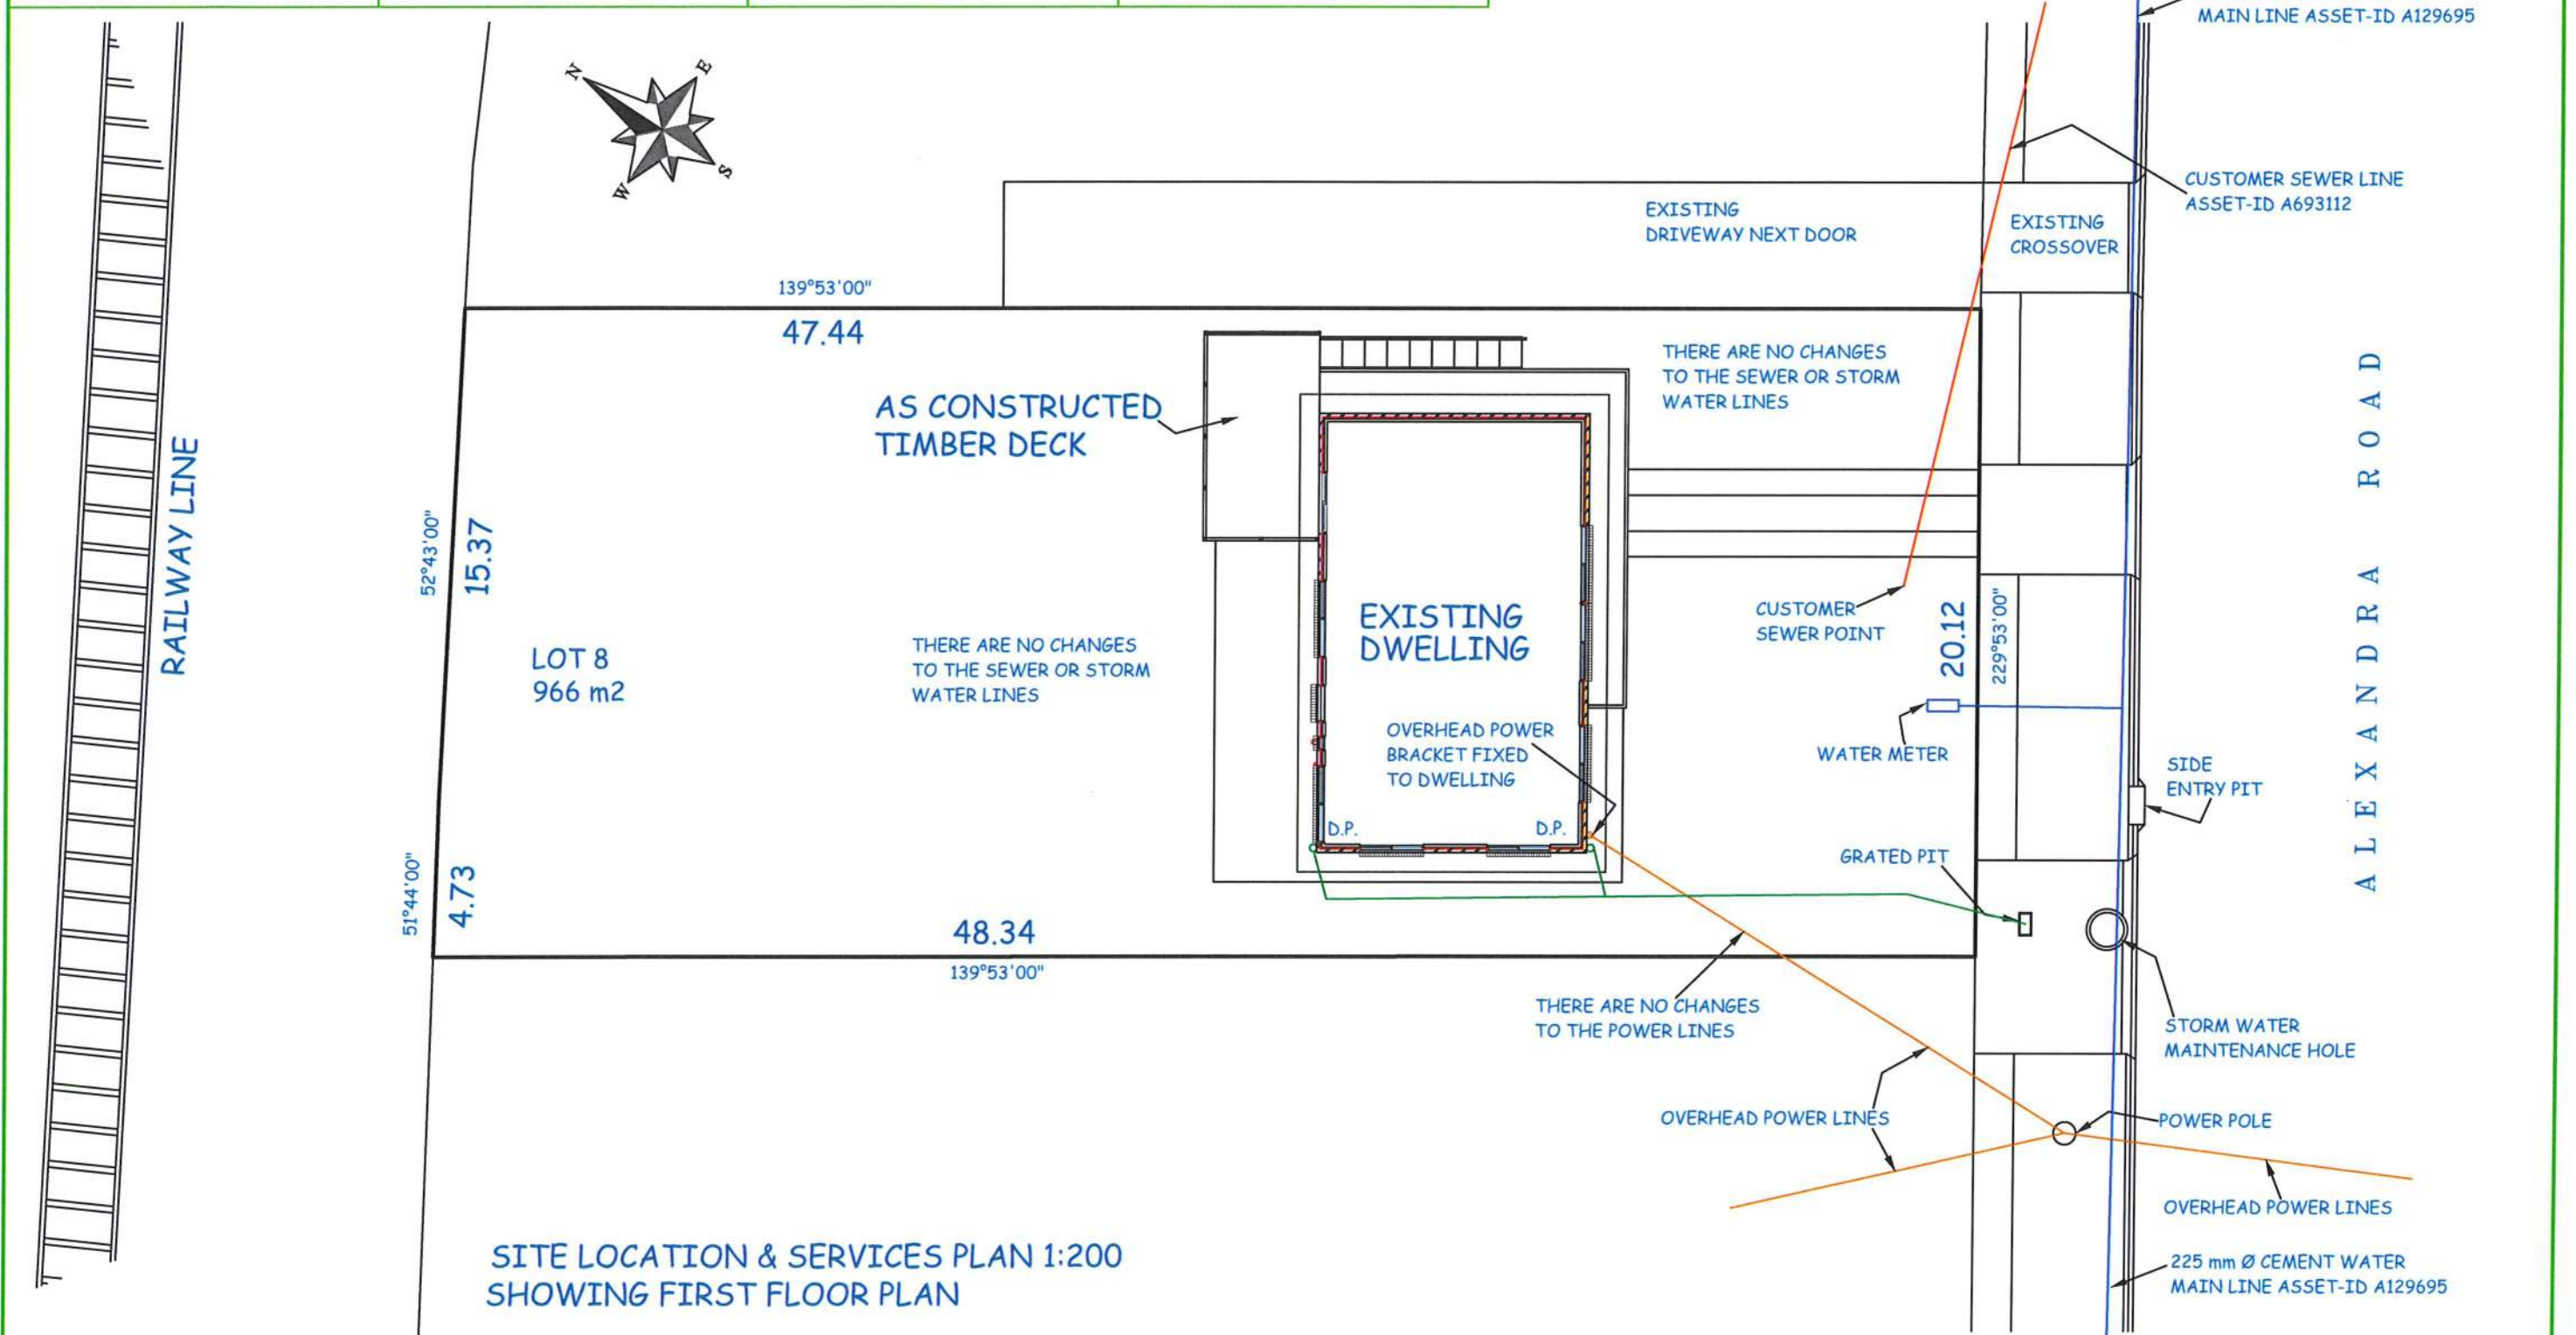 MAIN LINE ASSET-ID A129695
N
E
W
S
CUSTOMER SEWER LINE
ASSET-ID A693112
EXISTING
DRIVEWAY NEXT DOOR
EXISTING
CROSSOVER
139°53'00"
47.44
THERE ARE NO CHANGES
TO THE SEWER OR STORM
WATER LINES
AS CONSTRUCTED
TIMBER DECK
RAILWAY LINE
52°43'00"
15.37
ALEXANDRA ROAD
EXISTING
DWELLING
CUSTOMER
SEWER POINT
20.12
229°53'00"
LOT 8
966 m2
THERE ARE NO CHANGES
TO THE SEWER OR STORM
WATER LINES
OVERHEAD POWER
BRACKET FIXED
TO DWELLING
WATER METER
SIDE
ENTRY PIT
D.P.
D.P.
GRATED PIT
51°44'00"
4.73
48.34
139°53'00"
THERE ARE NO CHANGES
TO THE POWER LINES
STORM WATER
MAINTENANCE HOLE
OVERHEAD POWER LINES
POWER POLE
OVERHEAD POWER LINES
SITE LOCATION & SERVICES PLAN 1:200
SHOWING FIRST FLOOR PLAN
225 mm Ø CEMENT WATER
MAIN LINE ASSET-ID A129695